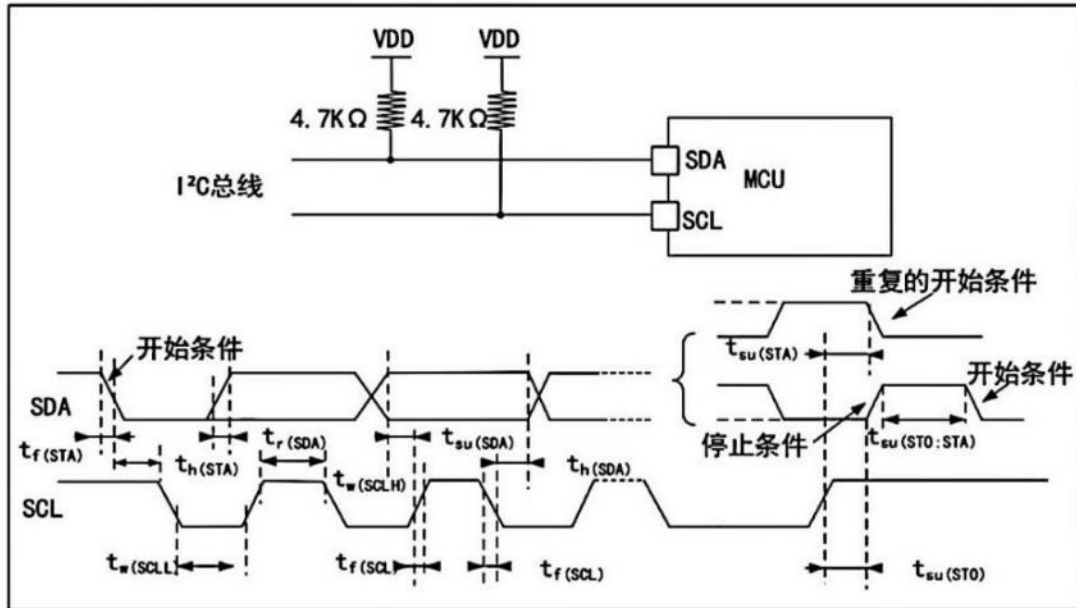 VDD VDD
4.7KΩ 4.7KΩ
SDA
MCU
I²C总线
SCL
重复的开始条件
开始条件
tsu(STA)
开始条件
SDA
停止条件
tsu(STO:STA)
tf(STA)
tr(SDA)
tsu(SDA)
th(STA)
tw(SCLH)
th(SDA)
SCL
tw(SCLL)
tf(SCL)
tf(SCL)
tsu(STO)